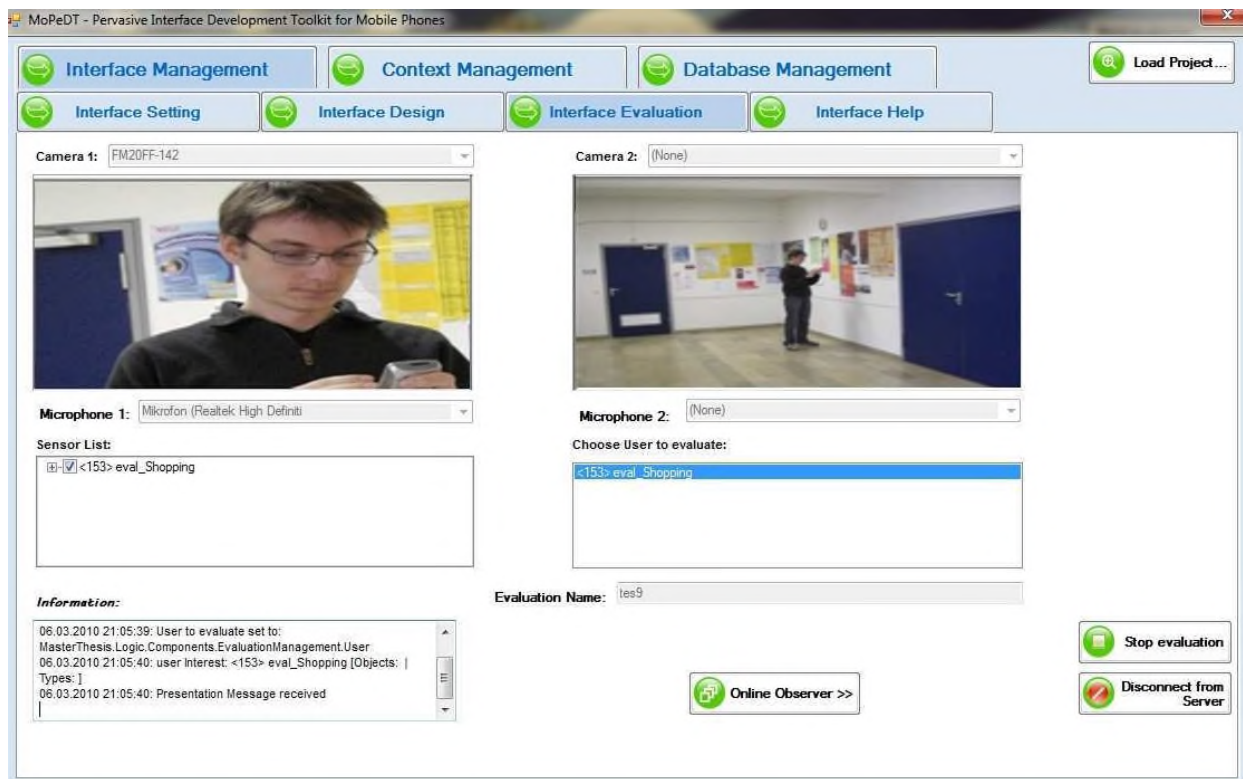 MoPeDT - Pervasive Interface Development Toolkit for Mobile Phones
Interface Management
Context Management
Database Management
Load Project...
Interface Setting
Interface Design
Interface Evaluation
Interface Help
Camera 1: FM20FF-142
Camera 2: (None)
Microphone 1: Mikrofon (Realtek High Definiti
Microphone 2: (None)
Sensor List:
Choose User to evaluate:
<153> eval_Shopping
<153> eval_Shopping
Information:
Evaluation Name: tes9
06.03.2010 21:05:39: User to evaluate set to:
MasterThesis.Logic.Components.EvaluationManagement.User
06.03.2010 21:05:40: user Interest: <153> eval_Shopping [Objects: |
Types: ]
06.03.2010 21:05:40: Presentation Message received
Stop evaluation
Online Observer >>
Disconnect from
Server